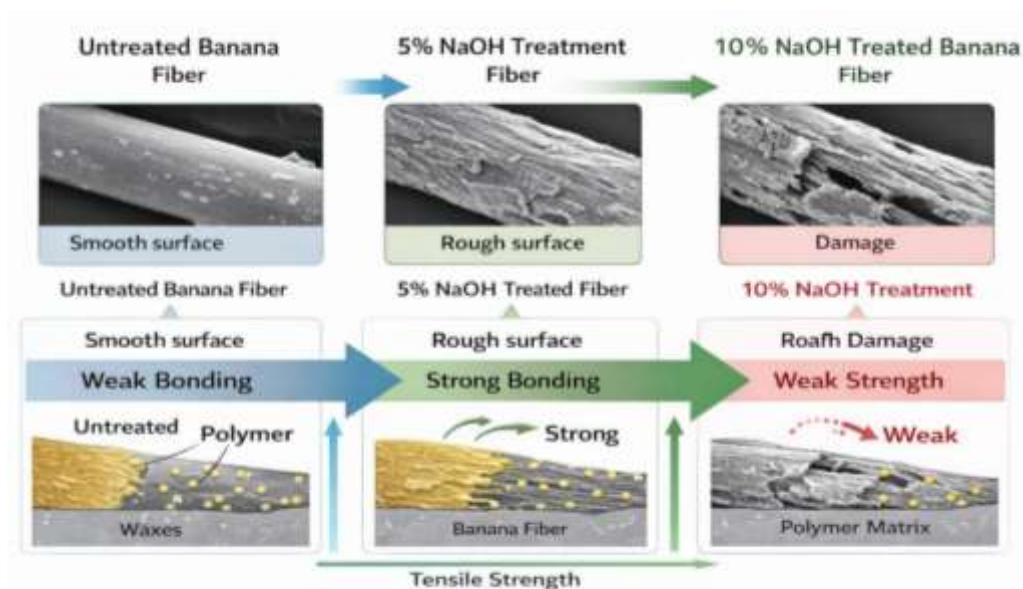 Untreated Banana
Fiber
5% NaOH Treatment
Fiber
10% NaOH Treated Banana
Fiber
Smooth surface
Rough surface
Damage
Untreated Banana Fiber
5% NaOH Treated Fiber
10% NaOH Treatment
Smooth surface
Rough surface
Roafh Damage
Weak Bonding
Strong Bonding
Weak Strength
Untreated
Polymer
Strong
WWeak
Waxes
Banana Fiber
Polymer Matrix
Tensile Strength